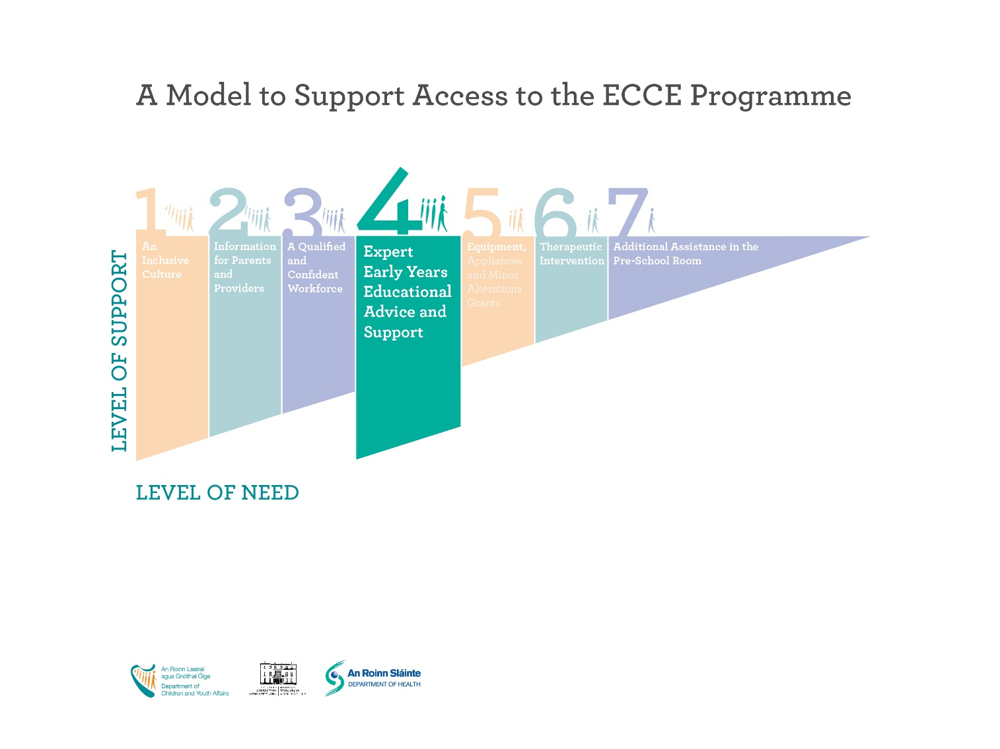 A Model to Support Access to the ECCE Programme
1
2
3
4
5
6
7
An
Inclusive
Culture
Information
for Parents
and
Providers
A Qualified
and
Confident
Workforce
Expert
Early Years
Educational
Advice and
Support
Equipment,
Appliances
and Minor
Alterations
Grants
Therapeutic
Intervention
Additional Assistance in the
Pre-School Room
LEVEL OF SUPPORT
LEVEL OF NEED
An Roinn Leanaí
agus Gnóthaí Óige
Department of
Children and Youth Affairs
An Roinn Sláinte
DEPARTMENT OF HEALTH